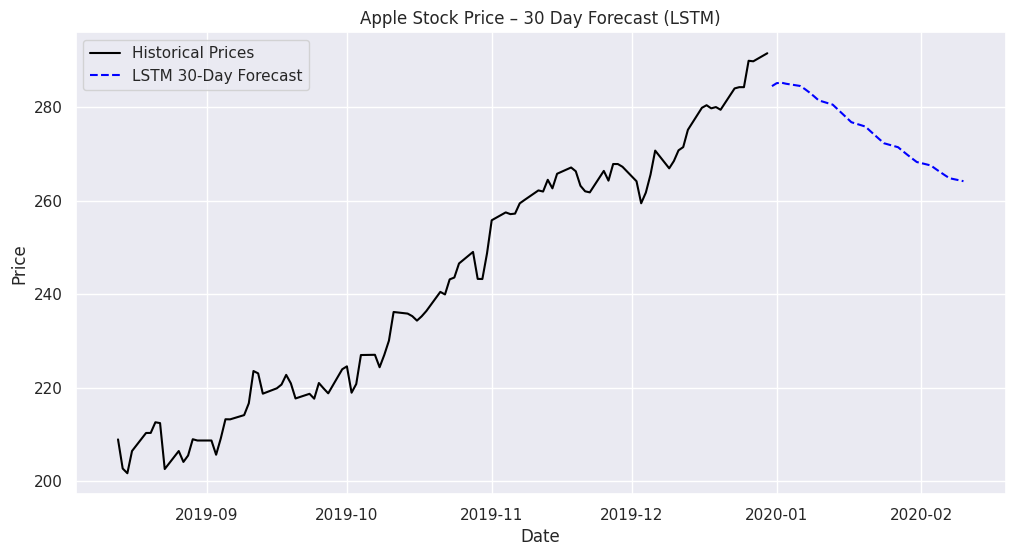 Apple Stock Price – 30 Day Forecast (LSTM)
Historical Prices
LSTM 30-Day Forecast
Price
280
260
240
220
200
2019-09 2019-10 2019-11 2019-12 2020-01 2020-02
Date